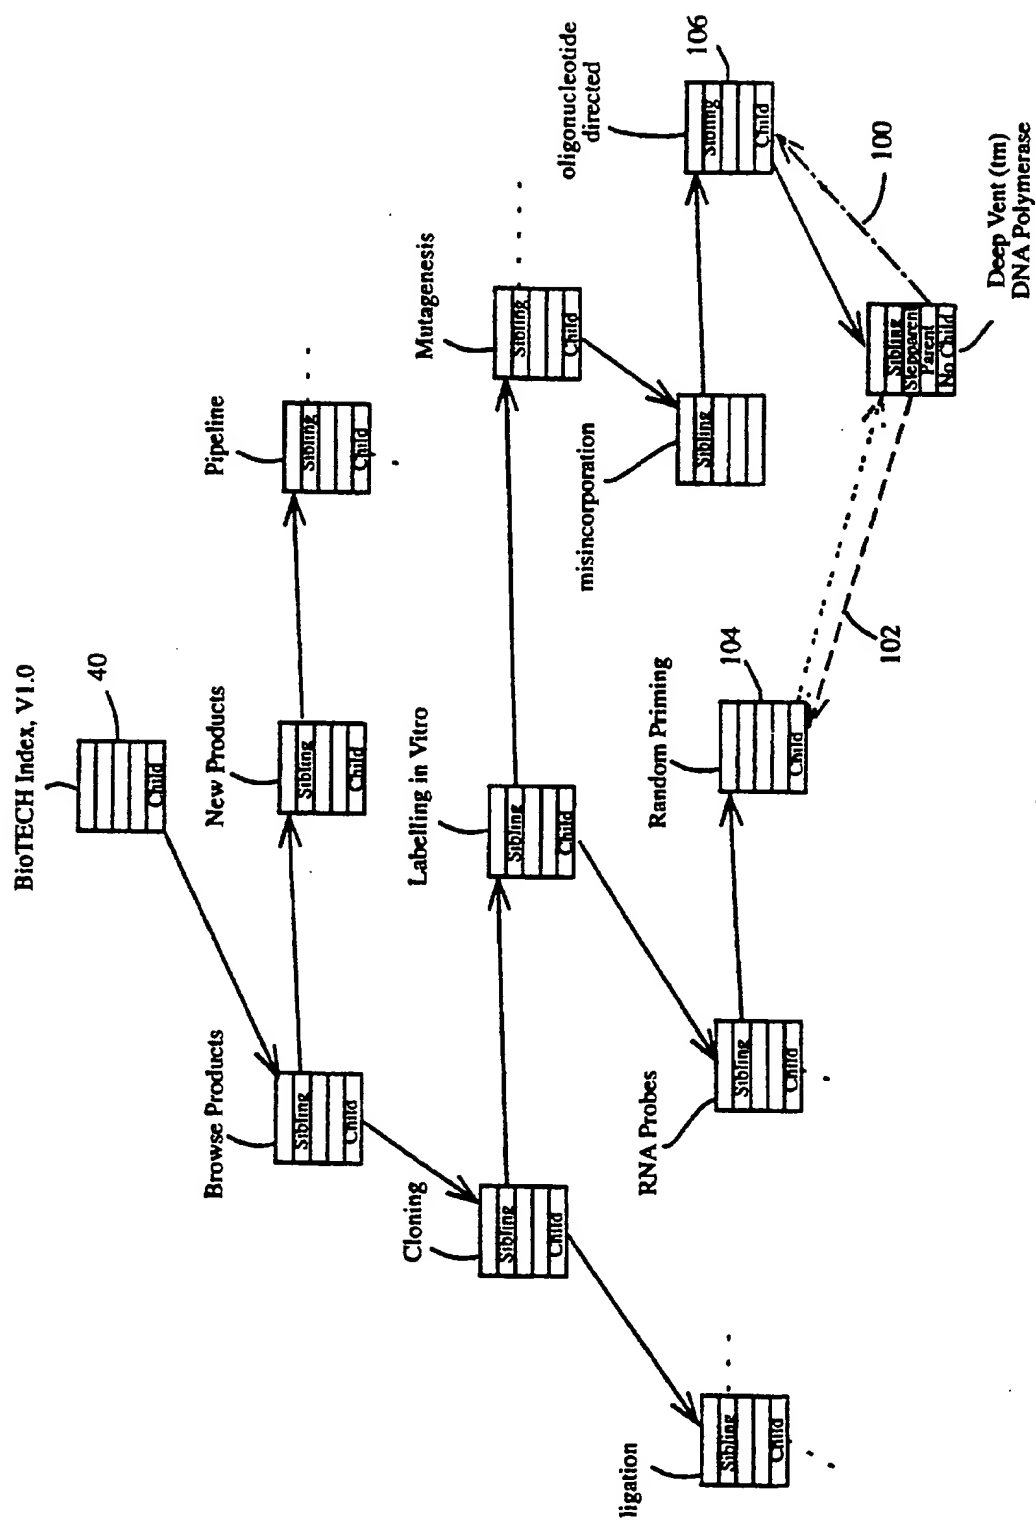 BioTECH Index, V1.0
40
Child
Browse Products
Sibling
Child
New Products
Sibling
Child
Pipeline
Sibling
Child
Cloning
Sibling
Child
Labelling in Vitro
Sibling
Child
Mutagenesis
Sibling
Child
ligation
Sibling
Child
RNA Probes
Sibling
Child
Random Priming
104
Child
misincorporation
Sibling
oligonucleotide
directed
106
Sibling
Child
100
102
Sibling
Stepparent
Parent
No Child
Deep Vent (tm)
DNA Polymerase